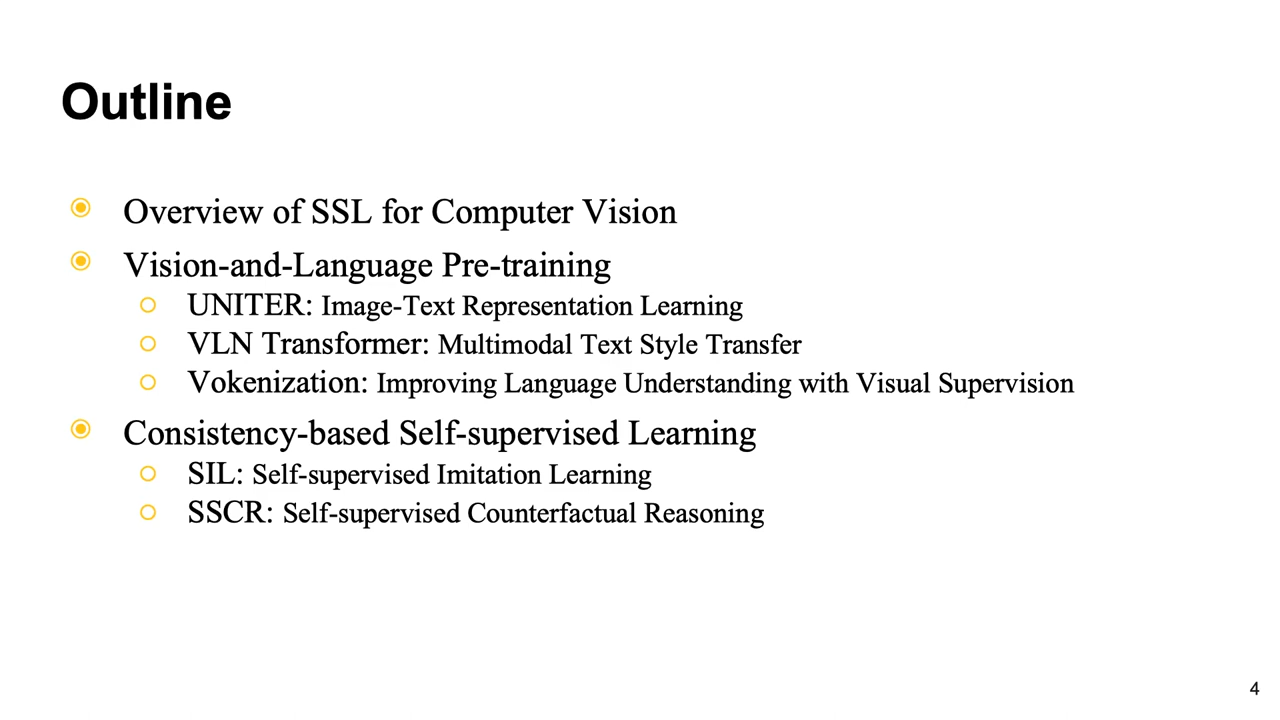 Outline
Overview of SSL for Computer Vision
Vision-and-Language Pre-training
UNITER: Image-Text Representation Learning
VLN Transformer: Multimodal Text Style Transfer
Vokenization: Improving Language Understanding with Visual Supervision
Consistency-based Self-supervised Learning
SIL: Self-supervised Imitation Learning
SSCR: Self-supervised Counterfactual Reasoning
4